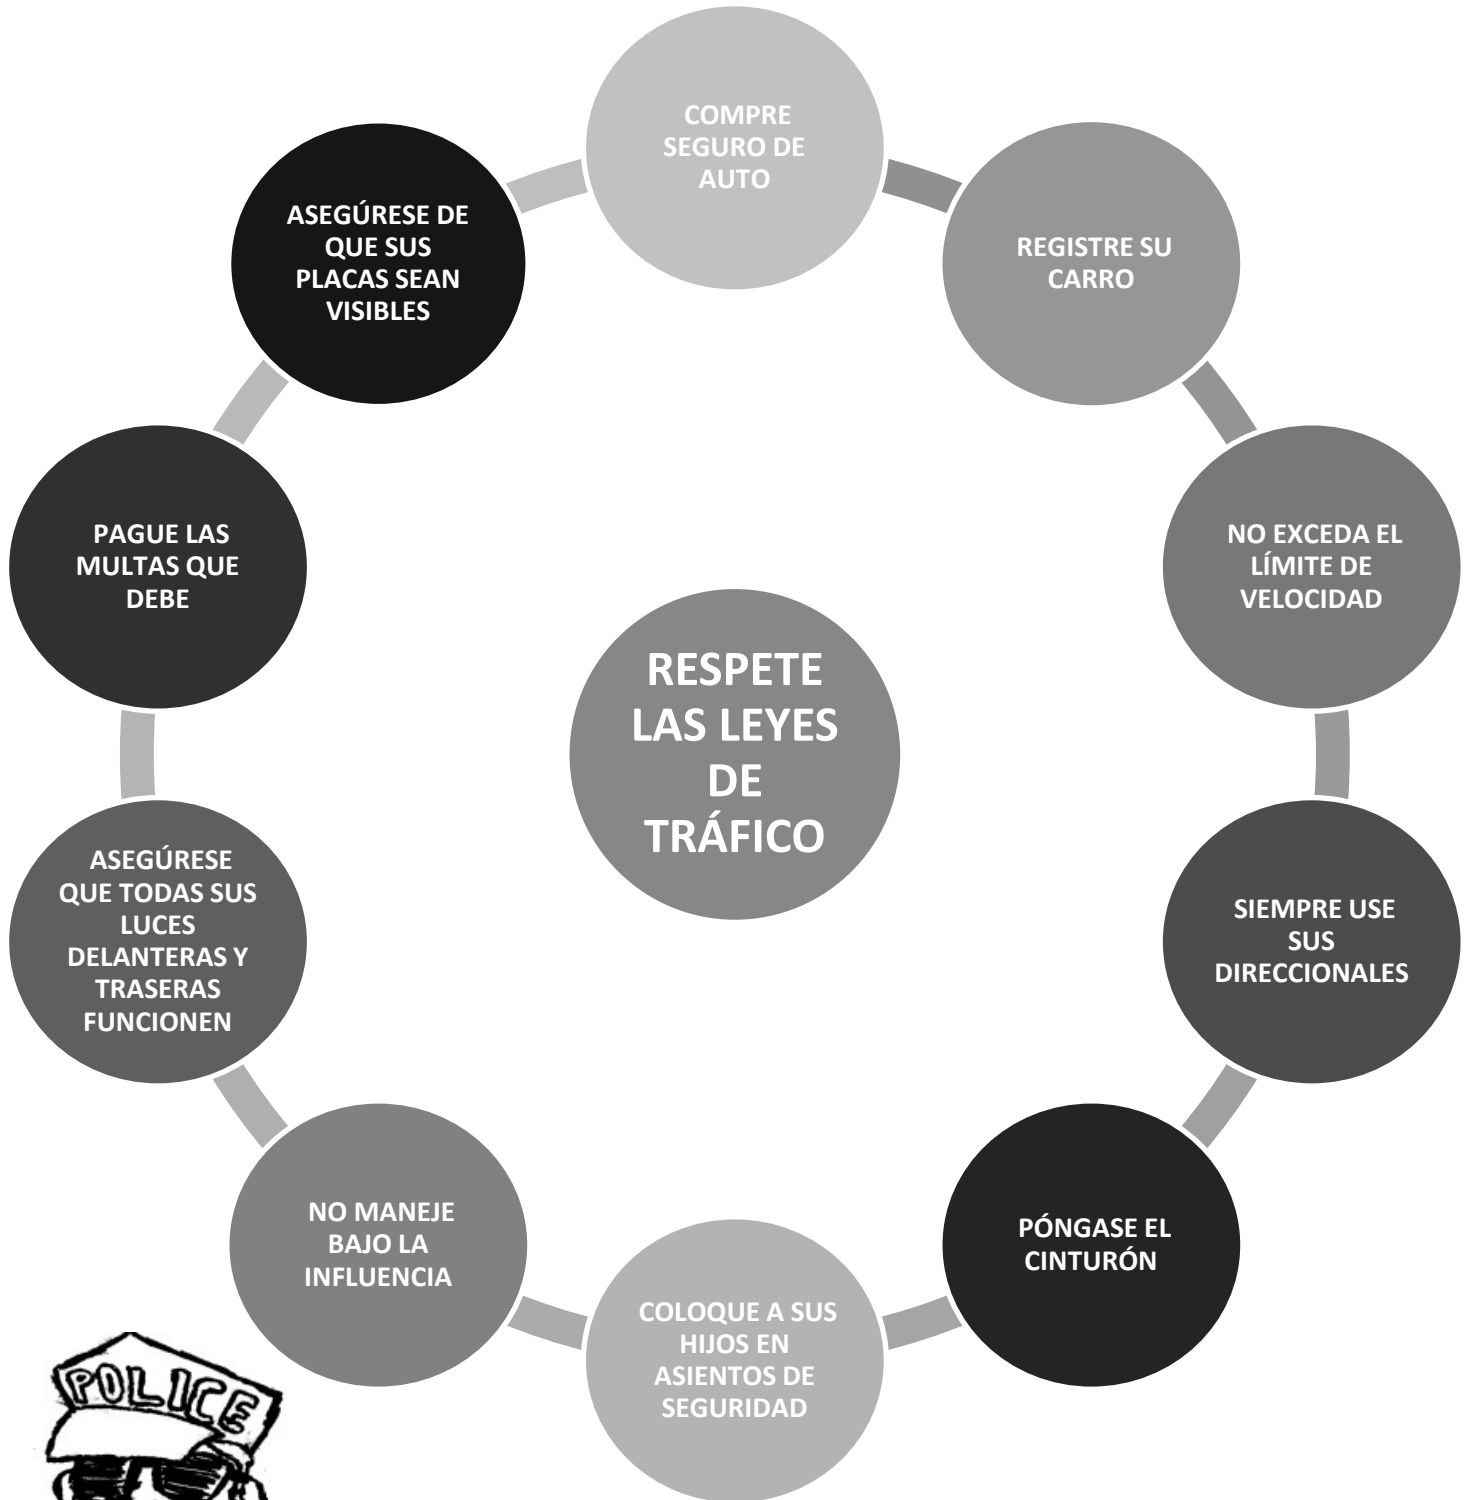 COMPRE
SEGURO DE
AUTO
REGISTRE SU
CARRO
NO EXCEDA EL
LÍMITE DE
VELOCIDAD
SIEMPRE USE
SUS
DIRECCIONALES
PÓNGASE EL
CINTURÓN
COLOQUE A SUS
HIJOS EN
ASIENTOS DE
SEGURIDAD
NO MANEJE
BAJO LA
INFLUENCIA
ASEGÚRESE
QUE TODAS SUS
LUCES
DELANTERAS Y
TRASERAS
FUNCIONEN
PAGUE LAS
MULTAS QUE
DEBE
ASEGÚRESE DE
QUE SUS
PLACAS SEAN
VISIBLES
RESPETE
LAS LEYES
DE
TRÁFICO
POLICE